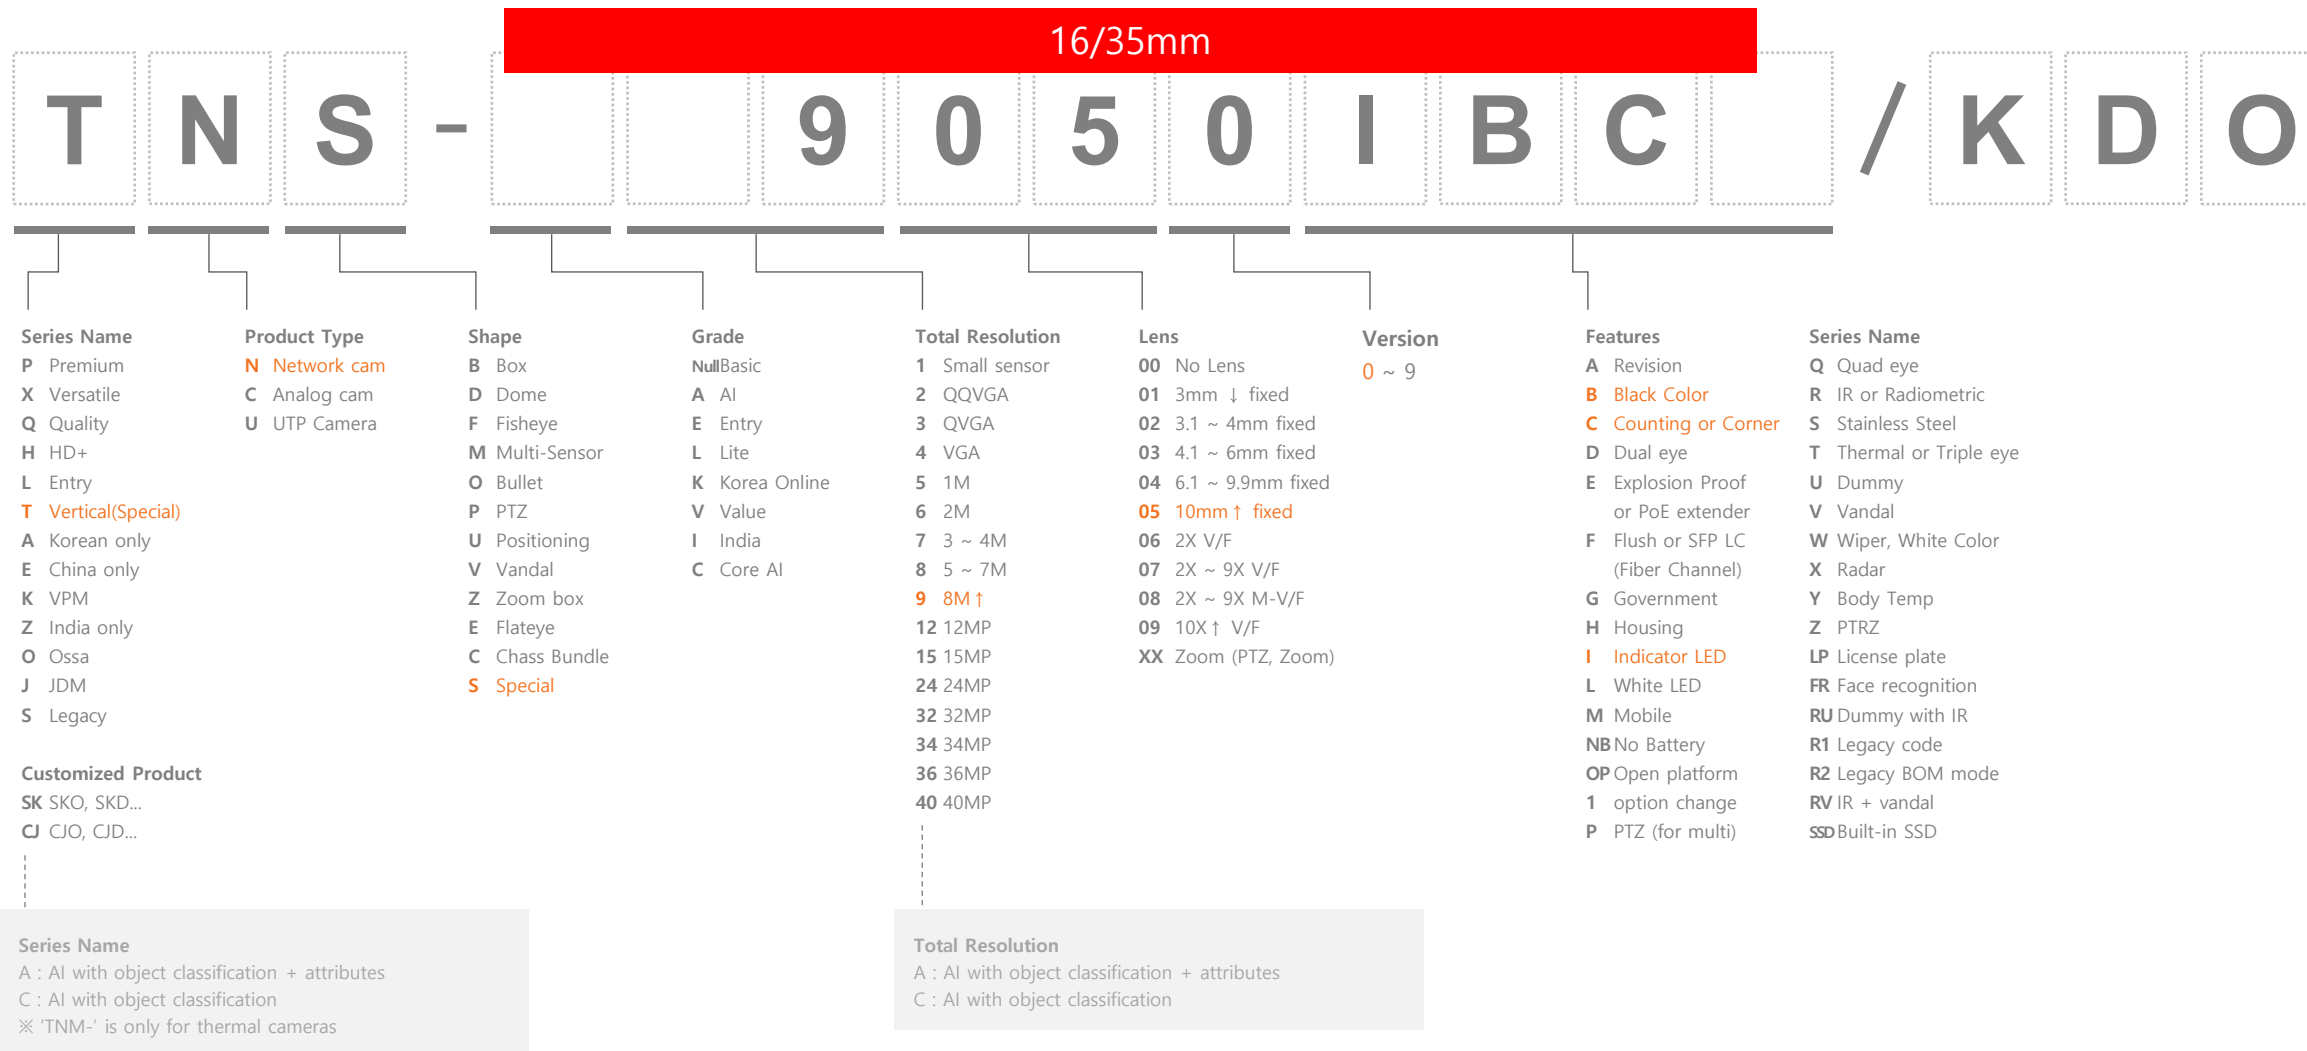 16/35mm
T N S - 9 0 5 0 I B C / K D O
Series Name
P Premium
X Versatile
Q Quality
H HD+
L Entry
T Vertical(Special)
A Korean only
E China only
K VPM
Z India only
O Ossa
J JDM
S Legacy
Customized Product
SK SKO, SKD...
CJ CJO, CJD...
Product Type
N Network cam
C Analog cam
U UTP Camera
Shape
B Box
D Dome
F Fisheye
M Multi-Sensor
O Bullet
P PTZ
U Positioning
V Vandal
Z Zoom box
E Flateye
C Chass Bundle
S Special
Grade
Null Basic
A AI
E Entry
L Lite
K Korea Online
V Value
I India
C Core AI
Total Resolution
1 Small sensor
2 QQVGA
3 QVGA
4 VGA
5 1M
6 2M
7 3 ~ 4M
8 5 ~ 7M
9 8M↑
12 12MP
15 15MP
24 24MP
32 32MP
34 34MP
36 36MP
40 40MP
Lens
00 No Lens
01 3mm ↓ fixed
02 3.1 ~ 4mm fixed
03 4.1 ~ 6mm fixed
04 6.1 ~ 9.9mm fixed
05 10mm↑ fixed
06 2X V/F
07 2X ~ 9X V/F
08 2X ~ 9X M-V/F
09 10X↑ V/F
XX Zoom (PTZ, Zoom)
Version
0 ~ 9
Features
A Revision
B Black Color
C Counting or Corner
D Dual eye
E Explosion Proof
or PoE extender
F Flush or SFP LC
(Fiber Channel)
G Government
H Housing
I Indicator LED
L White LED
M Mobile
NB No Battery
OP Open platform
1 option change
P PTZ (for multi)
Series Name
Q Quad eye
R IR or Radiometric
S Stainless Steel
T Thermal or Triple eye
U Dummy
V Vandal
W Wiper, White Color
X Radar
Y Body Temp
Z PTRZ
LP License plate
FR Face recognition
RU Dummy with IR
R1 Legacy code
R2 Legacy BOM mode
RV IR + vandal
SSD Built-in SSD
Series Name
A : AI with object classification + attributes
C : AI with object classification
※ ‘TNM-’ is only for thermal cameras
Total Resolution
A : AI with object classification + attributes
C : AI with object classification